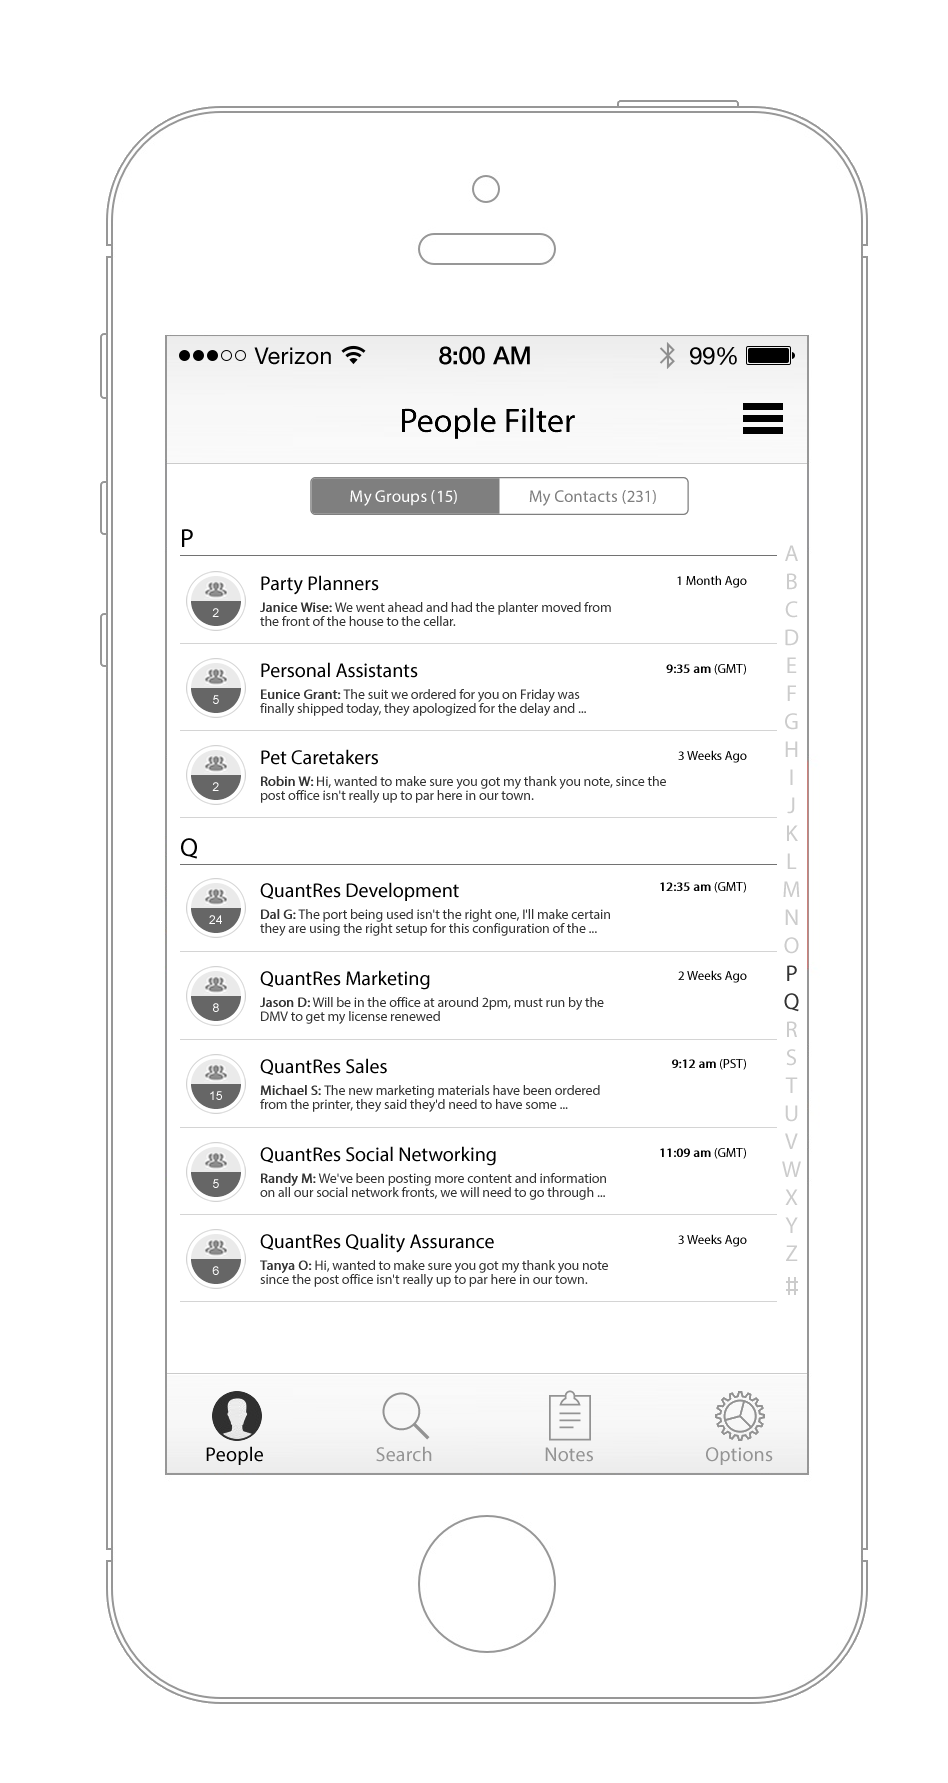 Verizon 8:00 AM 99%
People Filter
My Groups (15) My Contacts (231)
P
Party Planners 1 Month Ago
2
Janice Wise: We went ahead and had the planter moved from
the front of the house to the cellar.
Personal Assistants 9:35 am (GMT)
5
Eunice Grant: The suit we ordered for you on Friday was
finally shipped today, they apologized for the delay and ...
Pet Caretakers 3 Weeks Ago
2
Robin W: Hi, wanted to make sure you got my thank you note, since the
post office isn't really up to par here in our town.
Q
QuantRes Development 12:35 am (GMT)
24
Dal G: The port being used isn't the right one, I'll make certain
they are using the right setup for this configuration of the ...
QuantRes Marketing 2 Weeks Ago
8
Jason D: Will be in the office at around 2pm, must run by the
DMV to get my license renewed
QuantRes Sales 9:12 am (PST)
15
Michael S: The new marketing materials have been ordered
from the printer, they said they'd need to have some ...
QuantRes Social Networking 11:09 am (GMT)
5
Randy M: We've been posting more content and information
on all our social network fronts, we will need to go through ...
QuantRes Quality Assurance 3 Weeks Ago
6
Tanya O: Hi, wanted to make sure you got my thank you note
since the post office isn't really up to par here in our town.
A
B
C
D
E
F
G
H
I
J
K
L
M
N
O
P
Q
R
S
T
U
V
W
X
Y
Z
#
People Search Notes Options